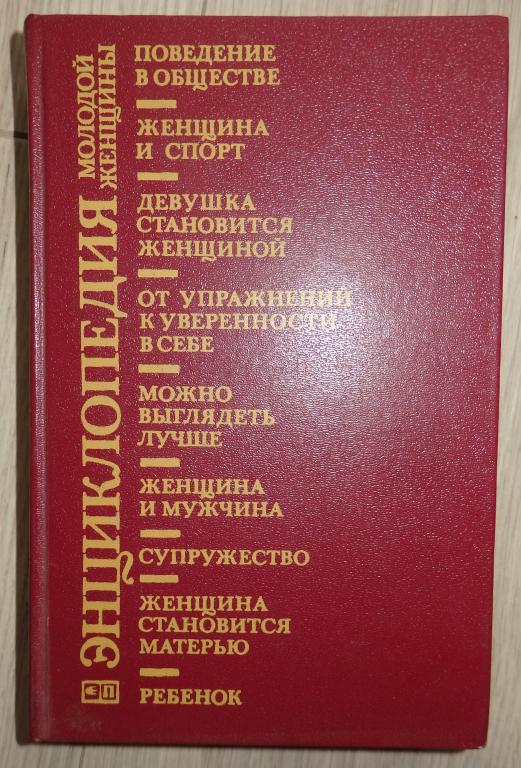 ЭНЦИКЛОПЕДИЯ
МОЛОДОЙ
ЖЕНЩИНЫ
ПОВЕДЕНИЕ
В ОБЩЕСТВЕ
ЖЕНЩИНА
И СПОРТ
ДЕВУШКА
СТАНОВИТСЯ
ЖЕНЩИНОЙ
ОТ УПРАЖНЕНИЙ
К УВЕРЕННОСТИ
В СЕБЕ
МОЖНО
ВЫГЛЯДЕТЬ
ЛУЧШЕ
ЖЕНЩИНА
И МУЖЧИНА
СУПРУЖЕСТВО
ЖЕНЩИНА
СТАНОВИТСЯ
МАТЕРЬЮ
РЕБЕНОК